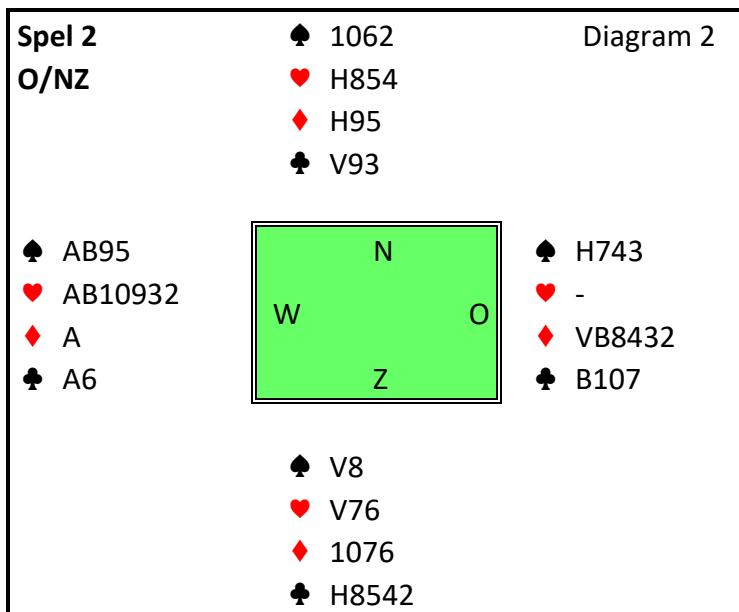 Spel 2 ♠ 1062 Diagram 2
O/NZ ♥ H854
♦ H95
♣ V93
♠ AB95 N ♠ H743
♥ AB10932 ♥ -
W O
♦ A ♦ VB8432
♣ A6 Z ♣ B107
♠ V8
♥ V76
♦ 1076
♣ H8542